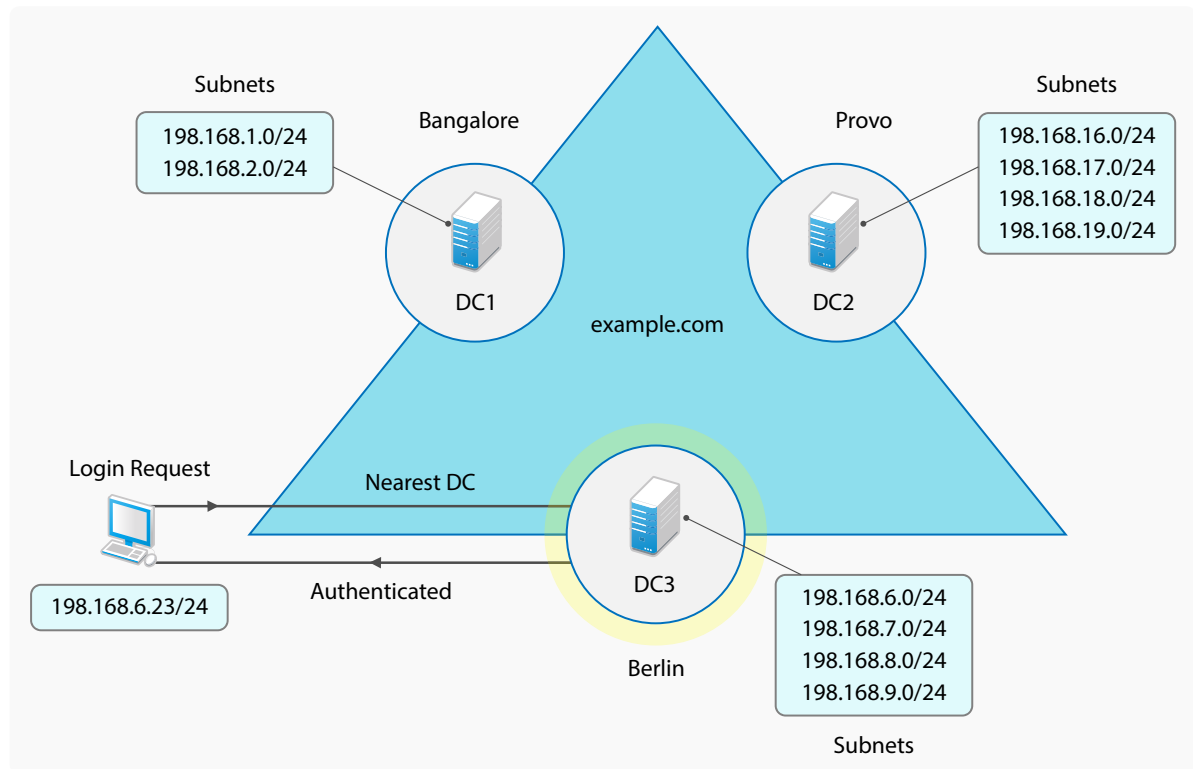 Subnets
198.168.1.0/24
198.168.2.0/24
Bangalore
DC1
Provo
DC2
Subnets
198.168.16.0/24
198.168.17.0/24
198.168.18.0/24
198.168.19.0/24
example.com
Login Request
198.168.6.23/24
Nearest DC
Authenticated
DC3
Berlin
198.168.6.0/24
198.168.7.0/24
198.168.8.0/24
198.168.9.0/24
Subnets